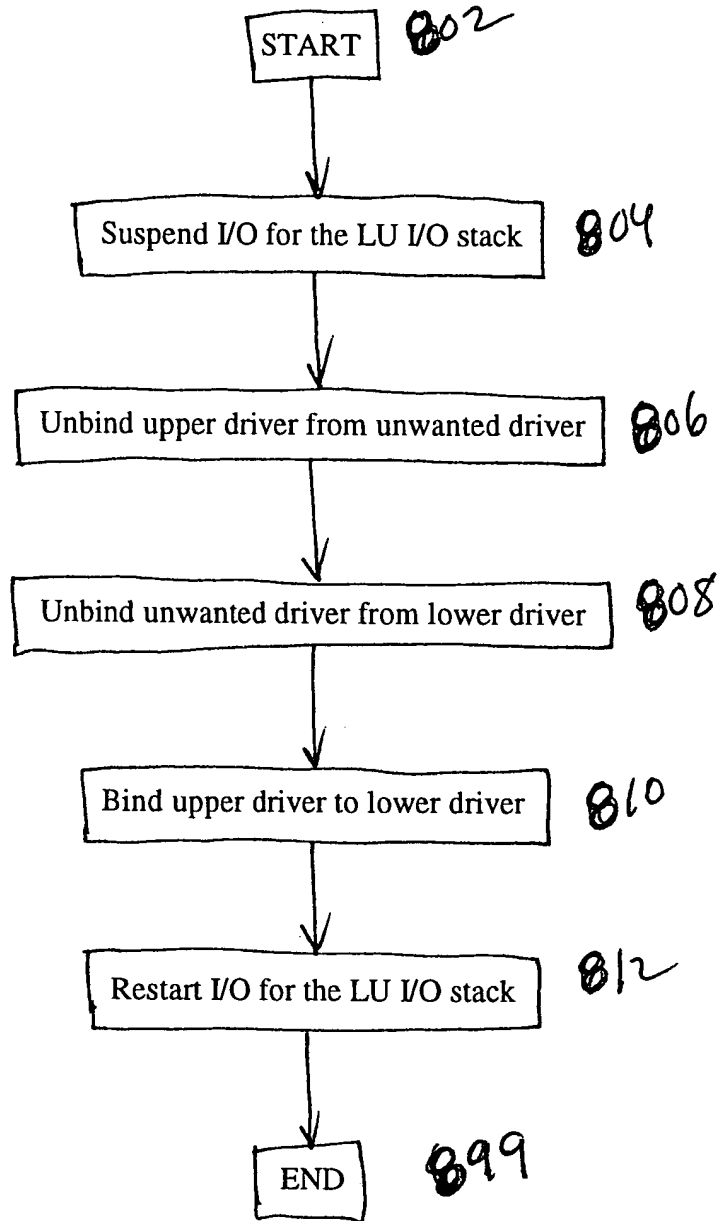 START 802
Suspend I/O for the LU I/O stack 804
Unbind upper driver from unwanted driver 806
Unbind unwanted driver from lower driver 808
Bind upper driver to lower driver 810
Restart I/O for the LU I/O stack 812
END 899